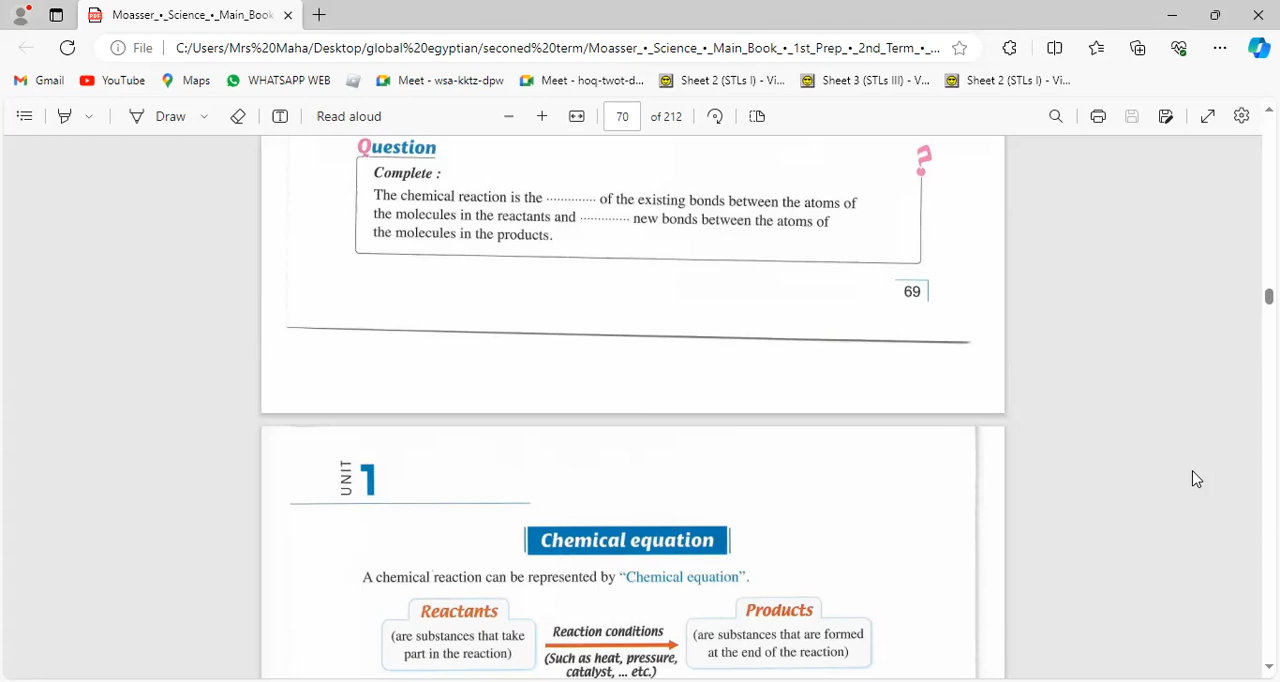 Moasser_•_Science_•_Main_Book_
File
C:/Users/Mrs%20Maha/Desktop/global%20egyptian/seconed%20term/Moasser_•_Science_•_Main_Book_•_1st_Prep_•_2nd_Term_•_...
Gmail
YouTube
Maps
WHATSAPP WEB
Meet - wsa-kktz-dpw
Meet - hoq-twot-d...
Sheet 2 (STLs I) - Vi...
Sheet 3 (STLs III) - V...
Sheet 2 (STLs I) - Vi...
Draw
Read aloud
70
of 212
Question
?
Complete :
The chemical reaction is the ............. of the existing bonds between the atoms of
the molecules in the reactants and ............. new bonds between the atoms of
the molecules in the products.
69
UNIT
1
Chemical equation
A chemical reaction can be represented by “Chemical equation”.
Reactants
(are substances that take
part in the reaction)
Reaction conditions
(Such as heat, pressure,
catalyst, ... etc.)
Products
(are substances that are formed
at the end of the reaction)